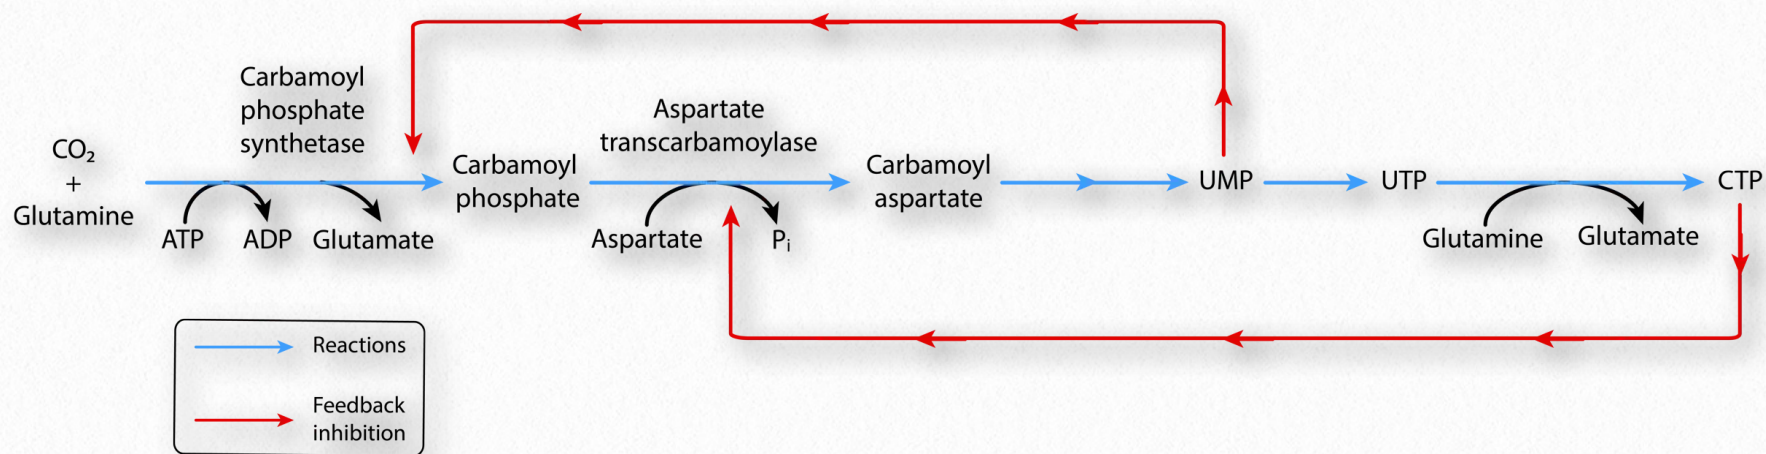 Carbamoyl
phosphate
synthetase
Aspartate
transcarbamoylase
CO₂
+
Glutamine
Carbamoyl
phosphate
Carbamoyl
aspartate
UMP
UTP
CTP
ATP
ADP
Glutamate
Aspartate
Pᵢ
Glutamine
Glutamate
Reactions
Feedback
inhibition